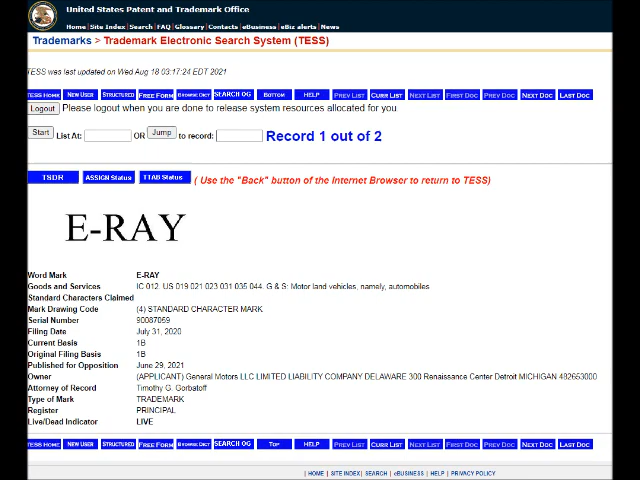 United States Patent and Trademark Office
Home | Site Index | Search | FAQ | Glossary | Contacts | eBusiness | eBiz alerts | News
Trademarks > Trademark Electronic Search System (TESS)
TESS was last updated on Wed Aug 18 03:17:24 EDT 2021
TESS HOME NEW USER STRUCTURED FREE FORM BROWSE DICT SEARCH OG BOTTOM HELP PREV LIST CURR LIST NEXT LIST FIRST DOC PREV DOC NEXT DOC LAST DOC
Logout Please logout when you are done to release system resources allocated for you.
Start List At: OR Jump to record: Record 1 out of 2
TSDR ASSIGN Status TTAB Status ( Use the "Back" button of the Internet Browser to return to TESS)
E-RAY
Word Mark E-RAY
Goods and Services IC 012. US 019 021 023 031 035 044. G & S: Motor land vehicles, namely, automobiles
Standard Characters Claimed
Mark Drawing Code (4) STANDARD CHARACTER MARK
Serial Number 90087059
Filing Date July 31, 2020
Current Basis 1B
Original Filing Basis 1B
Published for Opposition June 29, 2021
Owner (APPLICANT) General Motors LLC LIMITED LIABILITY COMPANY DELAWARE 300 Renaissance Center Detroit MICHIGAN 482653000
Attorney of Record Timothy G. Gorbatoff
Type of Mark TRADEMARK
Register PRINCIPAL
Live/Dead Indicator LIVE
TESS HOME NEW USER STRUCTURED FREE FORM BROWSE DICT SEARCH OG TOP HELP PREV LIST CURR LIST NEXT LIST FIRST DOC PREV DOC NEXT DOC LAST DOC
| HOME | SITE INDEX | SEARCH | eBUSINESS | HELP | PRIVACY POLICY